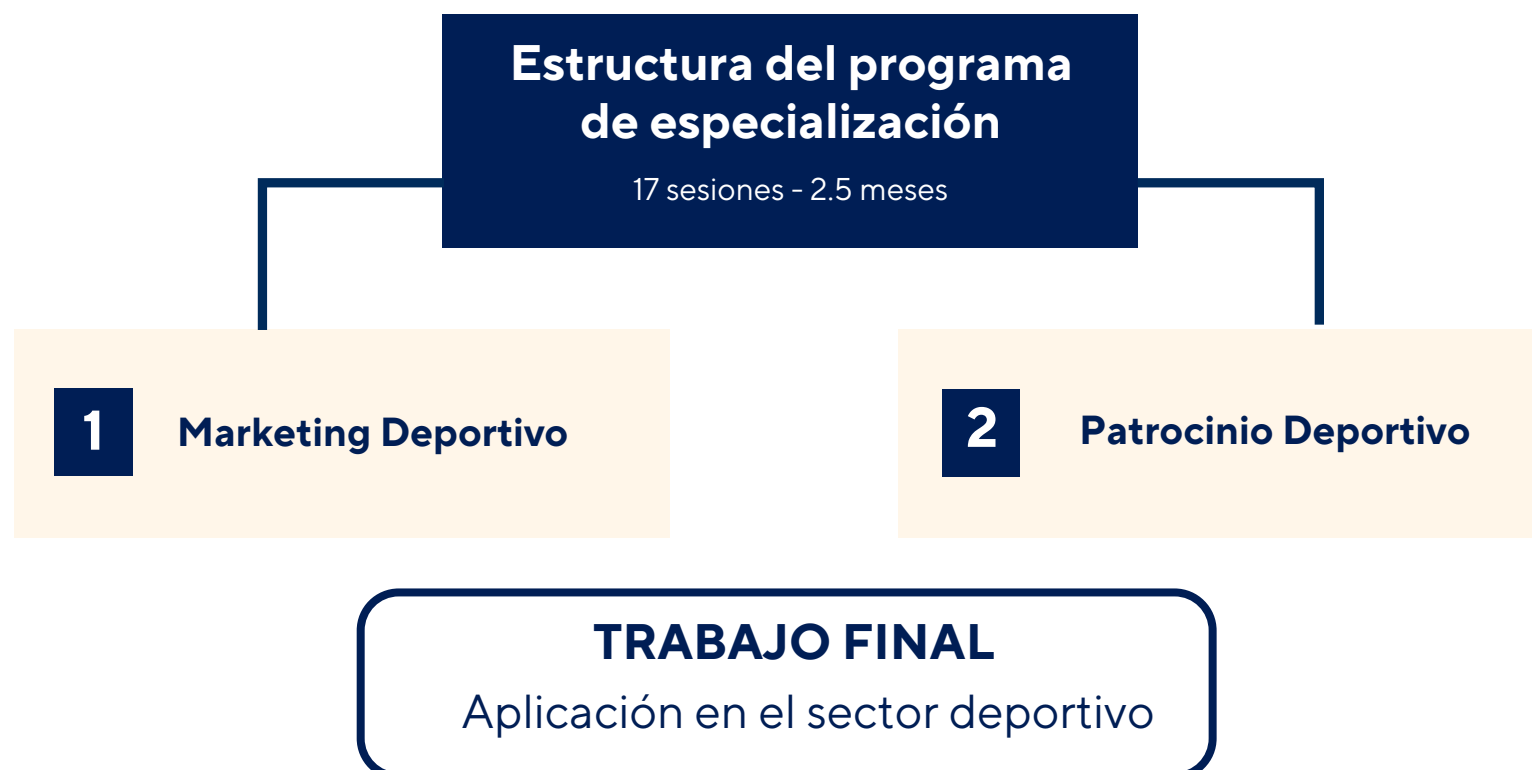 Estructura del programa
de especialización
17 sesiones - 2.5 meses
1
Marketing Deportivo
2
Patrocinio Deportivo
TRABAJO FINAL
Aplicación en el sector deportivo